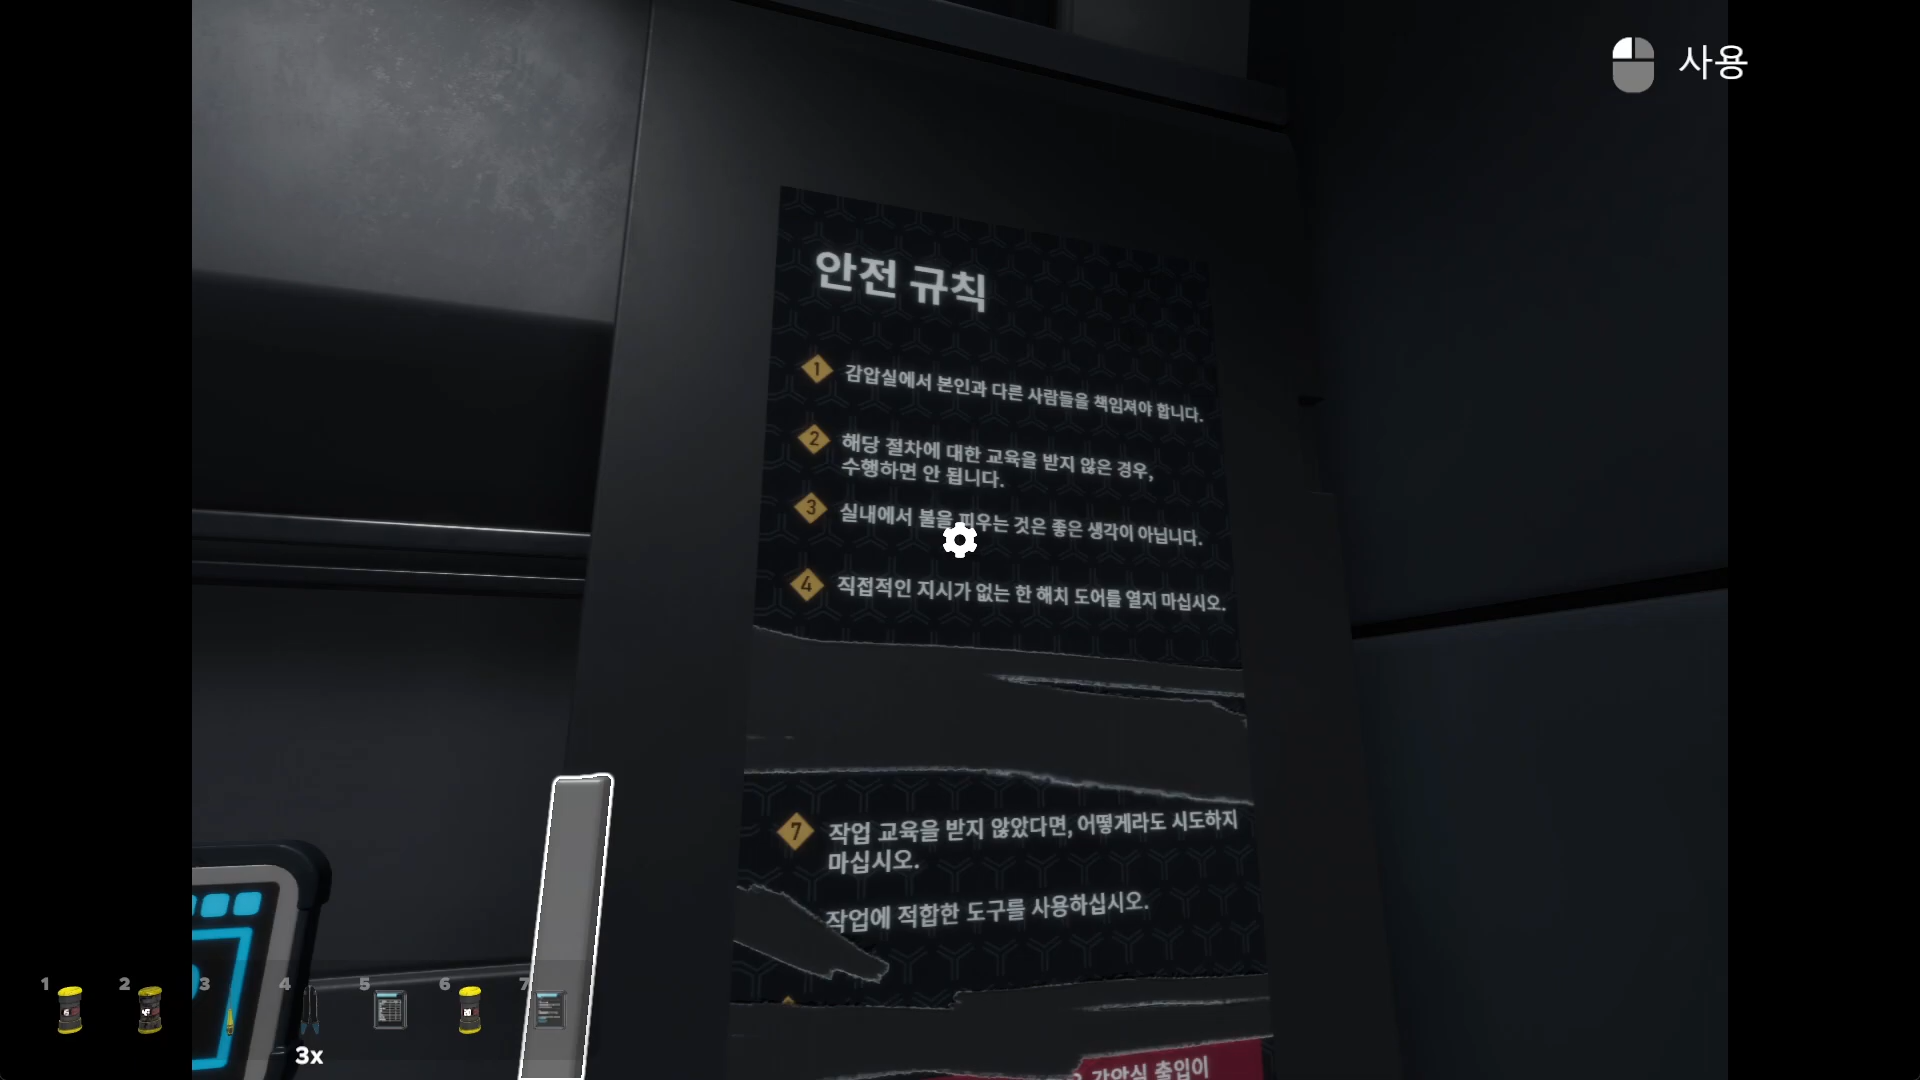 사용
안전 규칙
1 감압실에서 본인과 다른 사람들을 책임져야 합니다.
2 해당 절차에 대한 교육을 받지 않은 경우,
수행하면 안 됩니다.
3 실내에서 불을 피우는 것은 좋은 생각이 아닙니다.
4 직접적인 지시가 없는 한 해치 도어를 열지 마십시오.
7 작업 교육을 받지 않았다면, 어떻게라도 시도하지
마십시오.
작업에 적합한 도구를 사용하십시오.
감압실 출입이
1 2 3 4 5 6 7
3x